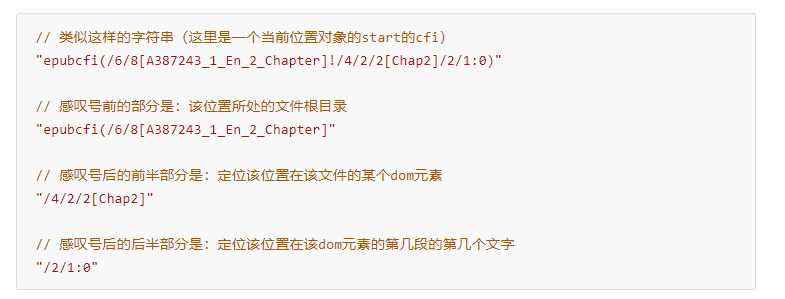 // 类似这样的字符串（这里是一个当前位置对象的start的cfi）
"epubcfi(/6/8[A387243_1_En_2_Chapter]!/4/2/2[Chap2]/2/1:0)"
// 感叹号前的部分是：该位置所处的文件根目录
"epubcfi(/6/8[A387243_1_En_2_Chapter]"
// 感叹号后的前半部分是：定位该位置在该文件的某个dom元素
"/4/2/2[Chap2]"
// 感叹号后的后半部分是：定位该位置在该dom元素的第几段的第几个文字
"/2/1:0"